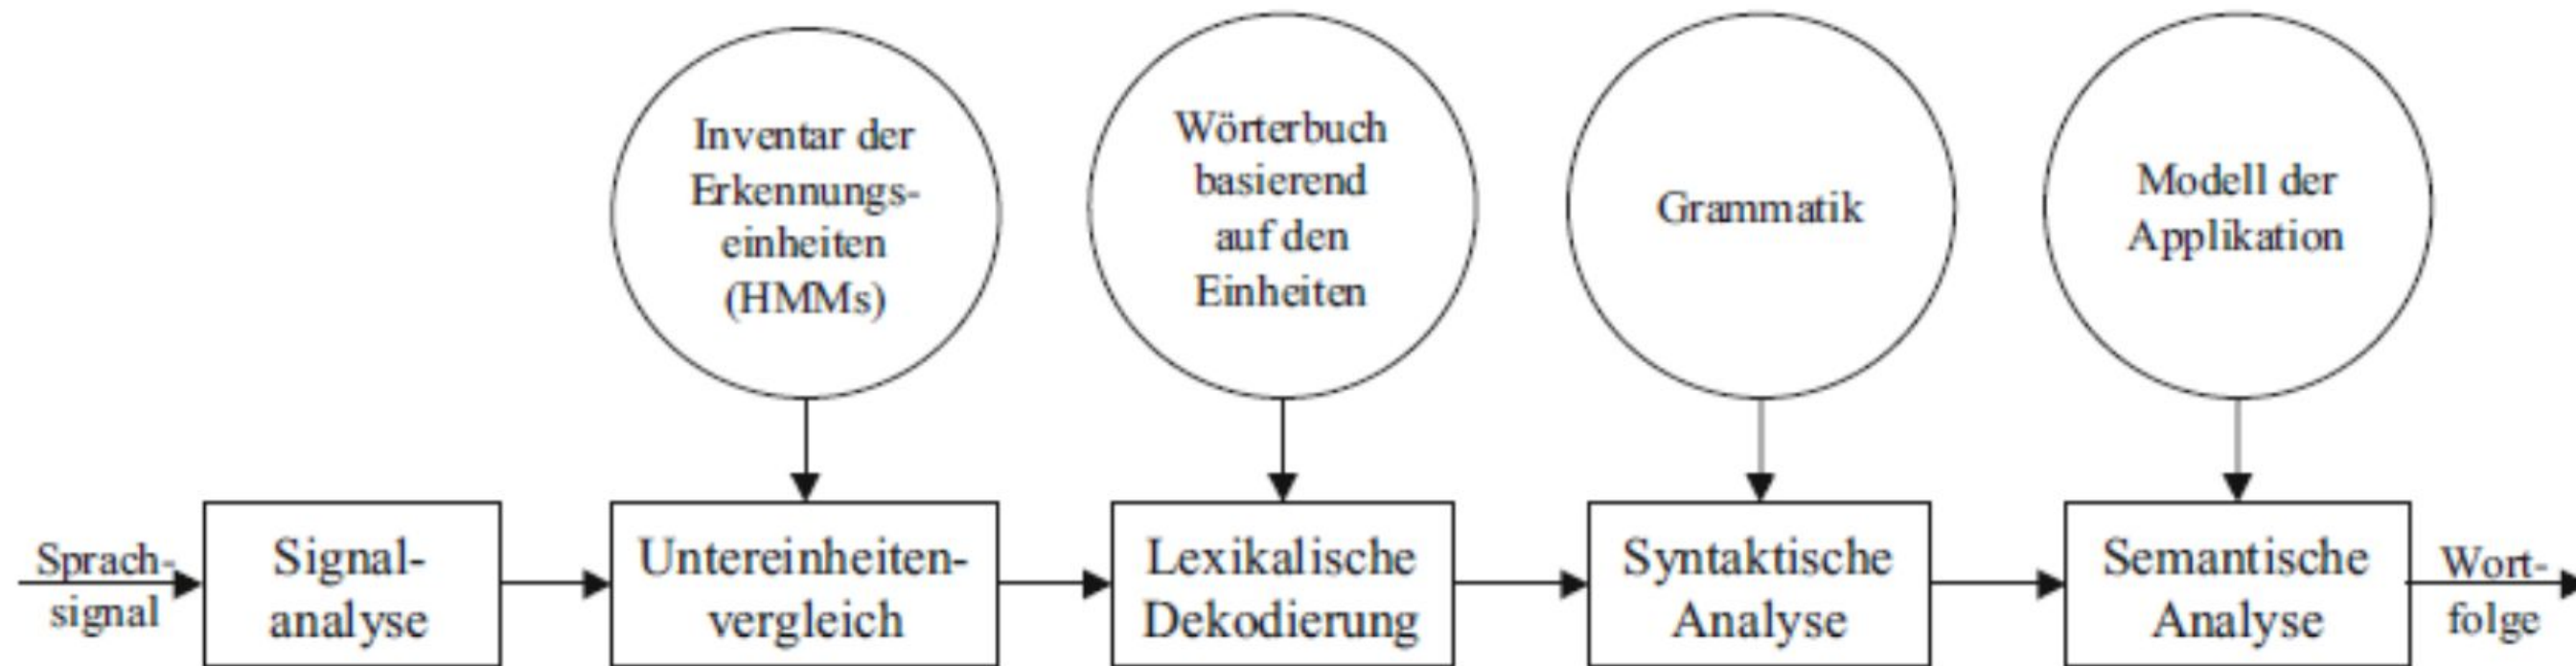 Inventar der
Erkennungs-
einheiten
(HMMs)
Wörterbuch
basierend
auf den
Einheiten
Grammatik
Modell der
Applikation
Sprach-
signal
Signal-
analyse
Untereinheiten-
vergleich
Lexikalische
Dekodierung
Syntaktische
Analyse
Semantische
Analyse
Wort-
folge